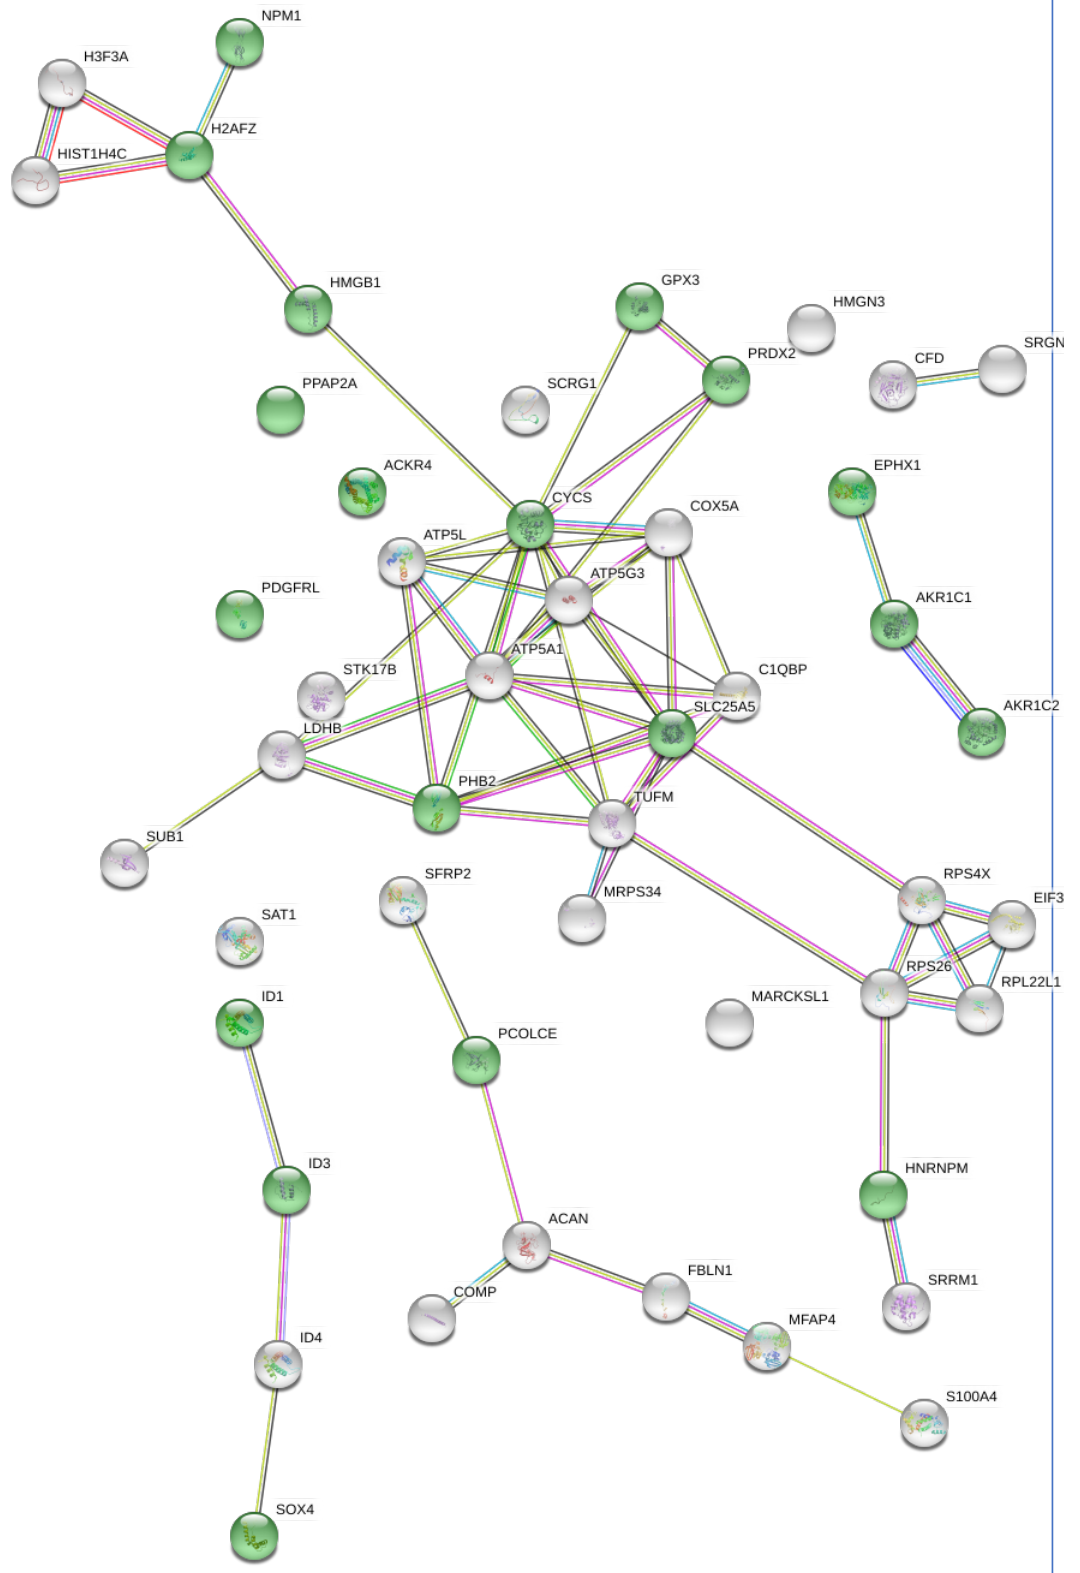 NPM1
H3F3A
H2AFZ
HIST1H4C
HMGB1
GPX3
HMGN3
PRDX2
SRGN
CFD
PPAP2A
SCRG1
ACKR4
EPHX1
CYCS
COX5A
ATP5L
ATP5G3
PDGFRL
AKR1C1
ATP5A1
STK17B
C1QBP
SLC25A5
AKR1C2
LDHB
PHB2
TUFM
SUB1
SFRP2
MRPS34
RPS4X
EIF3
SAT1
RPS26
RPL22L1
ID1
MARCKSL1
PCOLCE
ID3
HNRNPM
ACAN
FBLN1
COMP
SRRM1
MFAP4
ID4
S100A4
SOX4